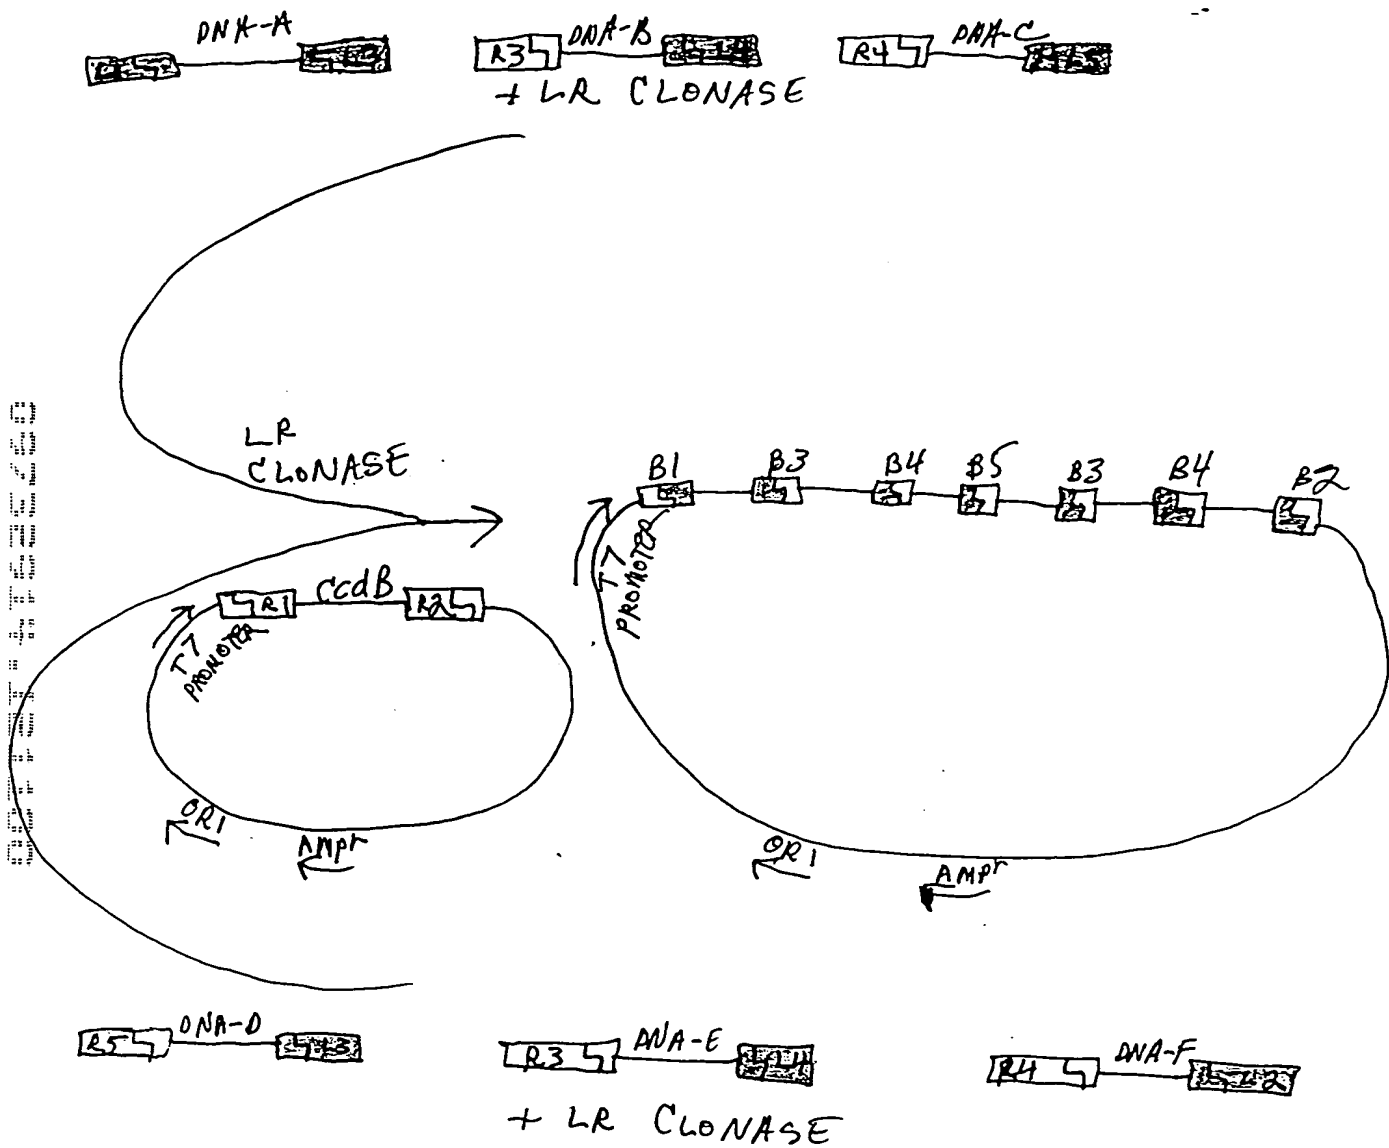 DNA-A DNA-B DNA-C
R3 R4
+ LR CLONASE
LR
CLONASE
B1 B3 B4 B5 B3 B4 B2
T7
PROMOTER
R1 CcdB R2
T7
PROMOTER
ORI
AMPr
ORI
AMPr
DNA-D DNA-E DNA-F
R5 R3 R4
+ LR CLONASE